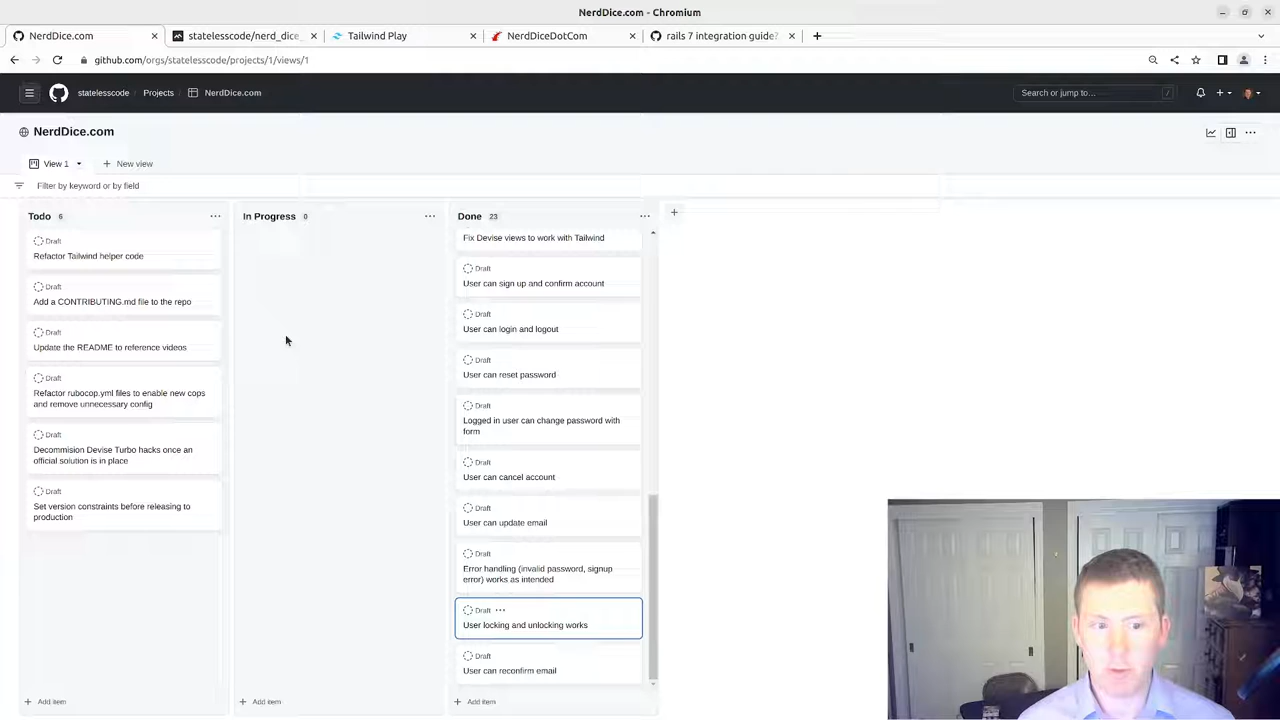 NerdDice.com - Chromium
NerdDice.com
statelesscode/nerd_dice_
Tailwind Play
NerdDiceDotCom
rails 7 integration guide?
github.com/orgs/statelesscode/projects/1/views/1
statelesscode
Projects
NerdDice.com
Search or jump to…
/
NerdDice.com
View 1
New view
Filter by keyword or by field
Todo 6
Draft
Refactor Tailwind helper code
Draft
Add a CONTRIBUTING.md file to the repo
Draft
Update the README to reference videos
Draft
Refactor rubocop.yml files to enable new cops
and remove unnecessary config
Draft
Decommision Devise Turbo hacks once an
official solution is in place
Draft
Set version constraints before releasing to
production
Add item
In Progress 0
Add item
Done 23
Fix Devise views to work with Tailwind
Draft
User can sign up and confirm account
Draft
User can login and logout
Draft
User can reset password
Draft
Logged in user can change password with
form
Draft
User can cancel account
Draft
User can update email
Draft
Error handling (invalid password, signup
error) works as intended
Draft
User locking and unlocking works
Draft
User can reconfirm email
Add item